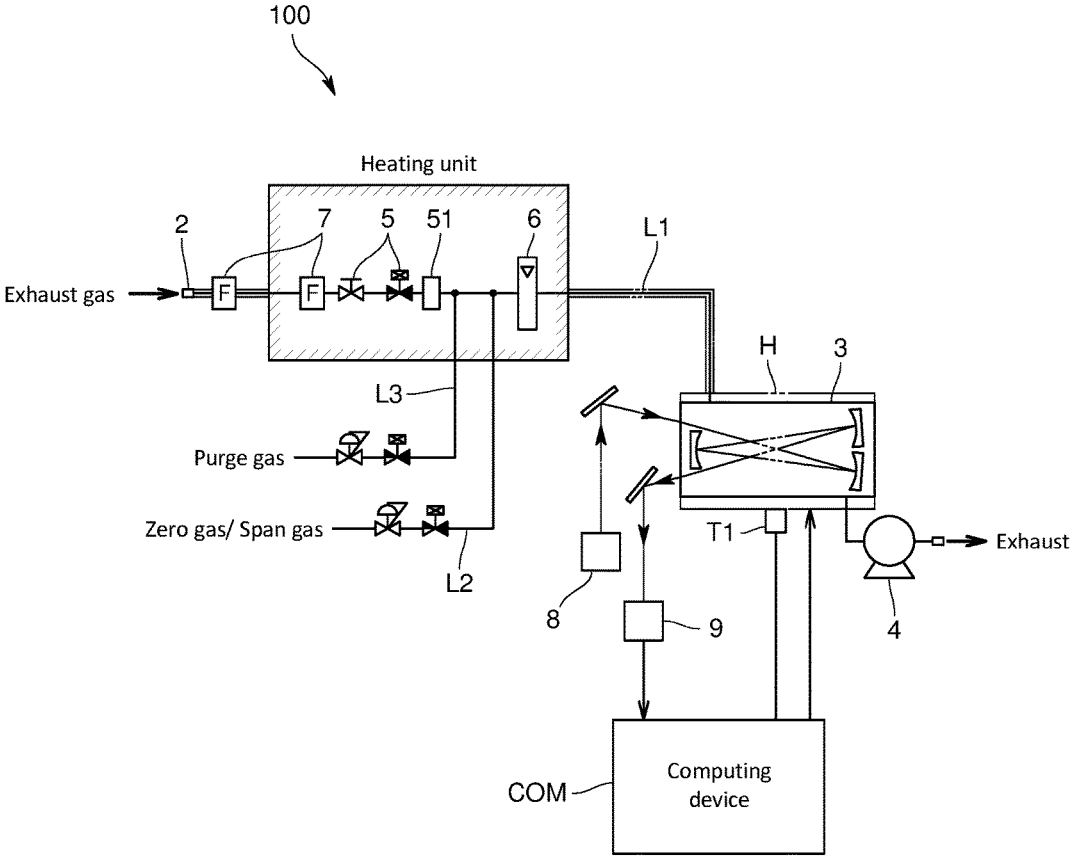 100
Heating unit
2
7
5
51
6
L1
Exhaust gas
F
F
L3
H
3
Purge gas
Zero gas/ Span gas
L2
T1
Exhaust
8
9
4
COM
Computing
device